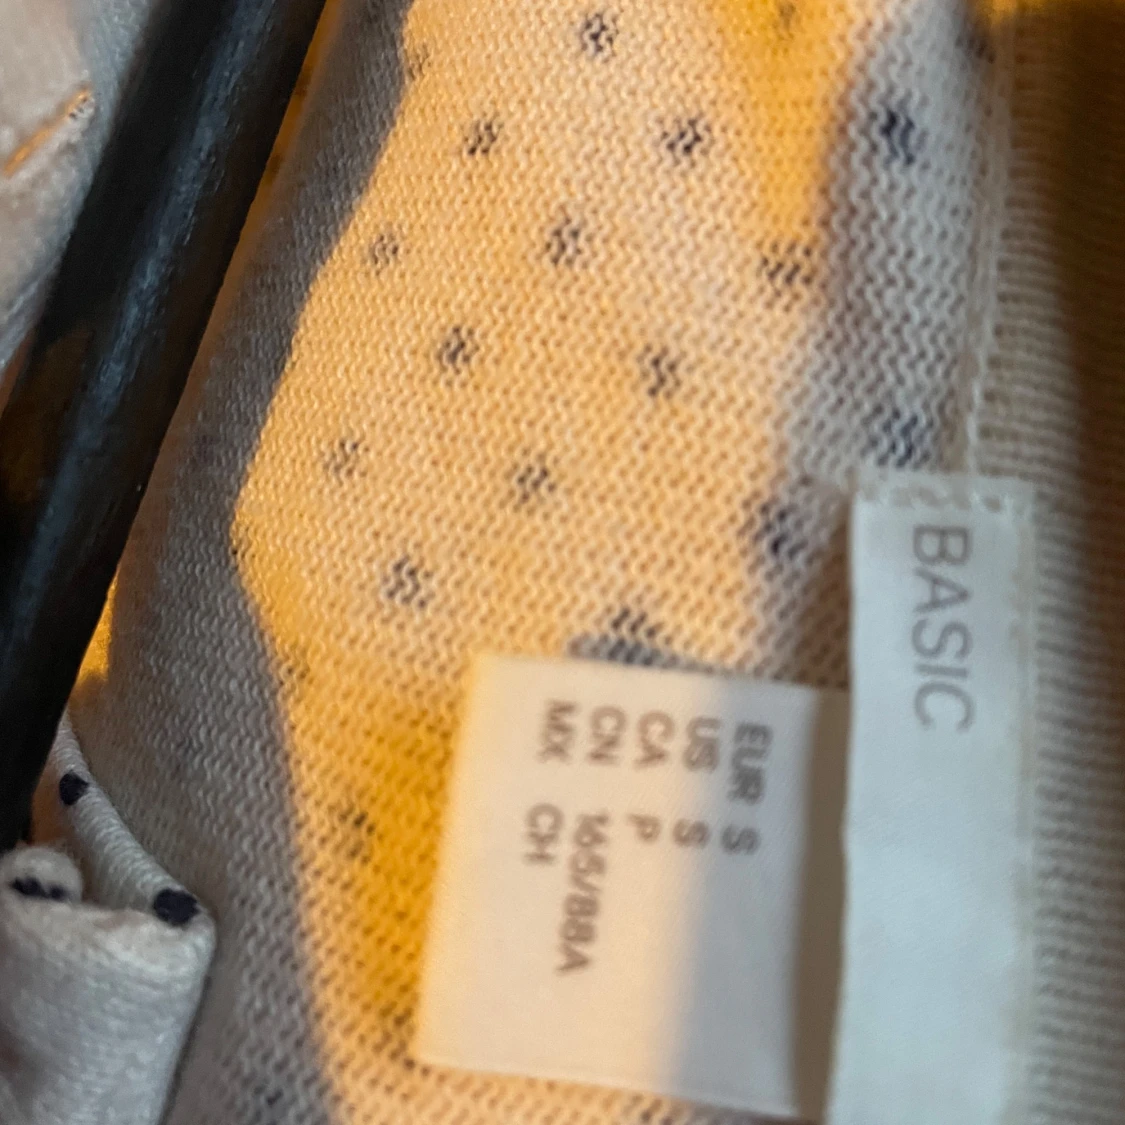 BASIC
EUR S
US S
CA P
CN 165/88A
MX CH